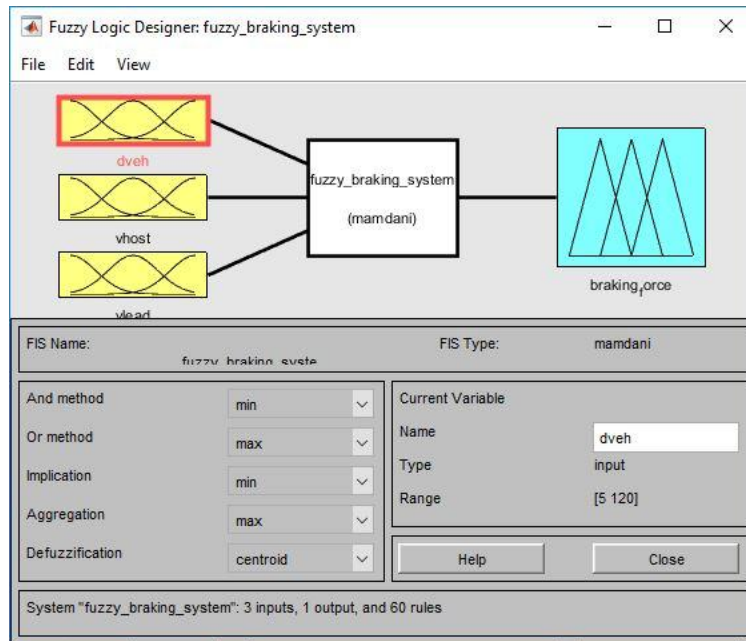 Fuzzy Logic Designer: fuzzy_braking_system
File Edit View
dveh
vhost
vlead
fuzzy_braking_system
(mamdani)
braking_force
FIS Name:
fuzzy_braking_syste
FIS Type:
mamdani
And method
min
Or method
max
Implication
min
Aggregation
max
Defuzzification
centroid
Current Variable
Name
dveh
Type
input
Range
[5 120]
Help
Close
System "fuzzy_braking_system": 3 inputs, 1 output, and 60 rules